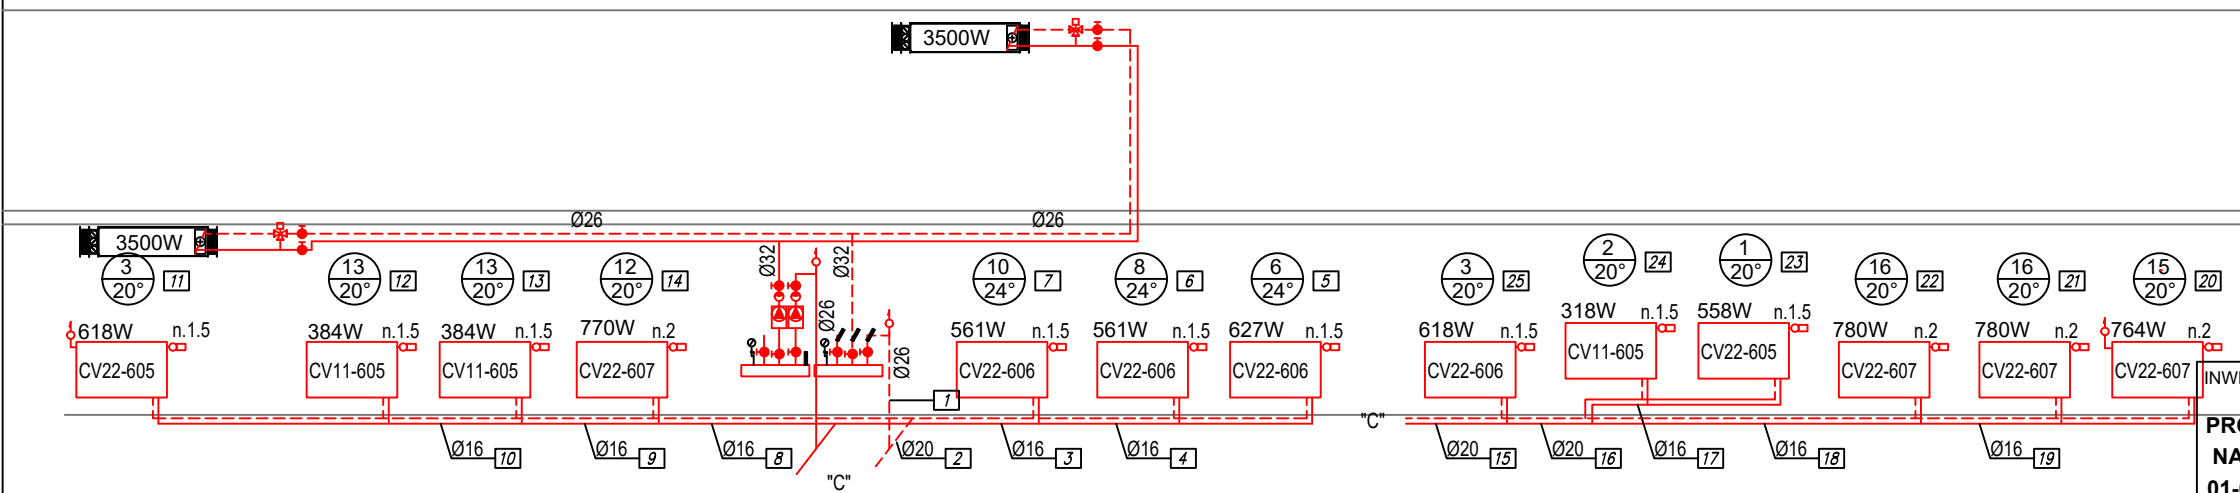 3500W
Ø26
Ø26
3500W
3
20°
11
13
20°
12
13
20°
13
12
20°
14
Ø32
Ø32
Ø26
Ø26
10
24°
7
8
24°
6
6
24°
5
3
20°
25
2
20°
24
1
20°
23
16
20°
22
16
20°
21
15
20°
20
618W n.1.5
CV22-605
384W n.1.5
CV11-605
384W n.1.5
CV11-605
770W n.2
CV22-607
561W n.1.5
CV22-606
561W n.1.5
CV22-606
627W n.1.5
CV22-606
618W n.1.5
CV22-606
318W n.1.5
CV11-605
558W n.1.5
CV22-605
780W n.2
CV22-607
780W n.2
CV22-607
764W n.2
CV22-607
1
"C"
Ø16 10
Ø16 9
Ø16 8
Ø20 2
Ø16 3
Ø16 4
Ø20 15
Ø20 16
Ø16 17
Ø16 18
Ø16 19
"C"
NA
01-